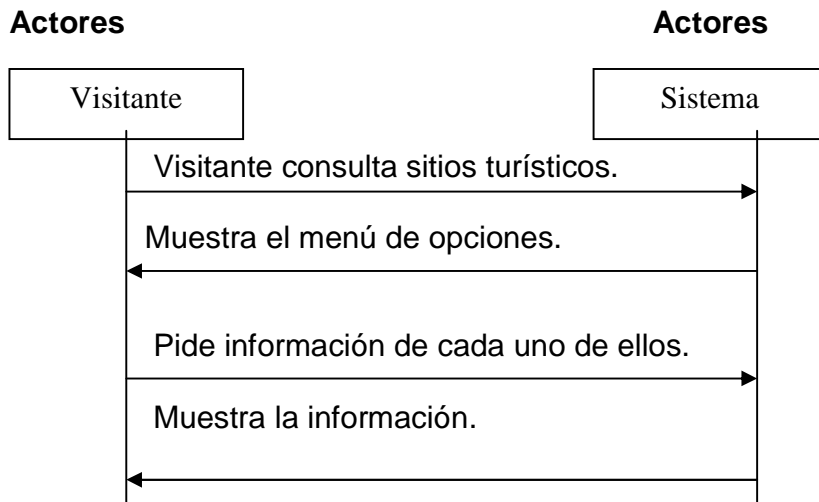 Actores
Actores
Visitante
Sistema
Visitante consulta sitios turísticos.
Muestra el menú de opciones.
Pide información de cada uno de ellos.
Muestra la información.